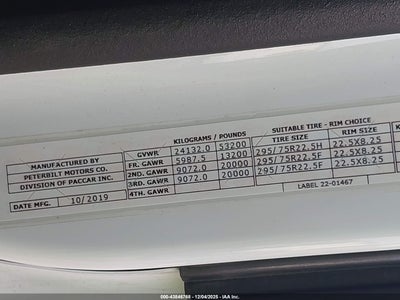 KILOGRAMS / POUNDS SUITABLE TIRE - RIM CHOICE
TIRE SIZE RIM SIZE
GVWR 24132.0 53200
FR. GAWR 5987.5 13200 295/75R22.5H 22.5X8.25
2ND. GAWR 9072.0 20000 295/75R22.5F 22.5X8.25
3RD. GAWR 9072.0 20000 295/75R22.5F 22.5X8.25
4TH. GAWR
MANUFACTURED BY
PETERBILT MOTORS CO.
DIVISION OF PACCAR INC.
DATE MFG. 10/2019
LABEL 22-01467
000-43846768 - 12/04/2025 - IAA